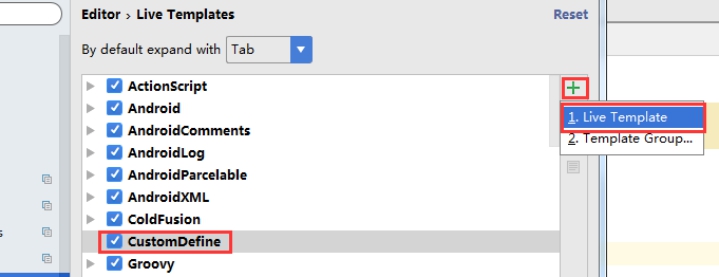 Editor › Live Templates
Reset
By default expand with
Tab
ActionScript
Android
AndroidComments
AndroidLog
AndroidParcelable
AndroidXML
ColdFusion
CustomDefine
Groovy
1. Live Template
2. Template Group...